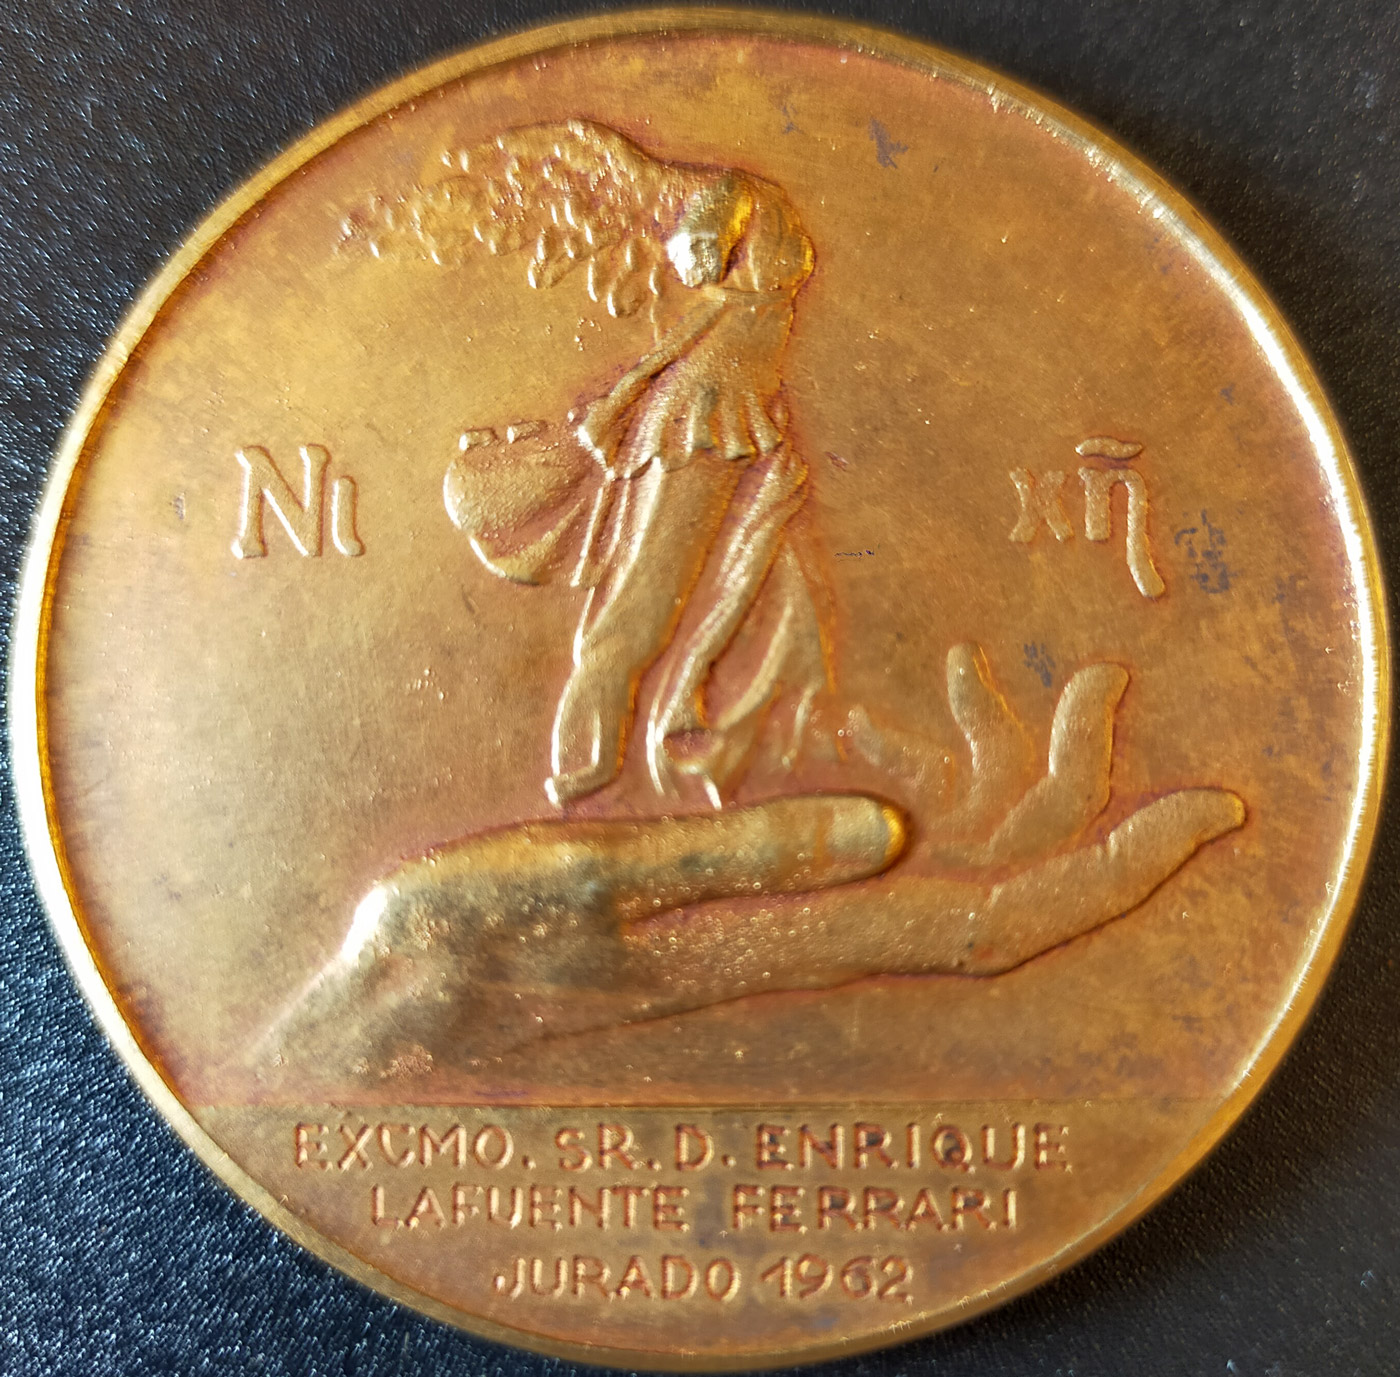 Νι κη̃
EXCMO. SR. D. ENRIQUE
LAFUENTE FERRARI
JURADO 1962